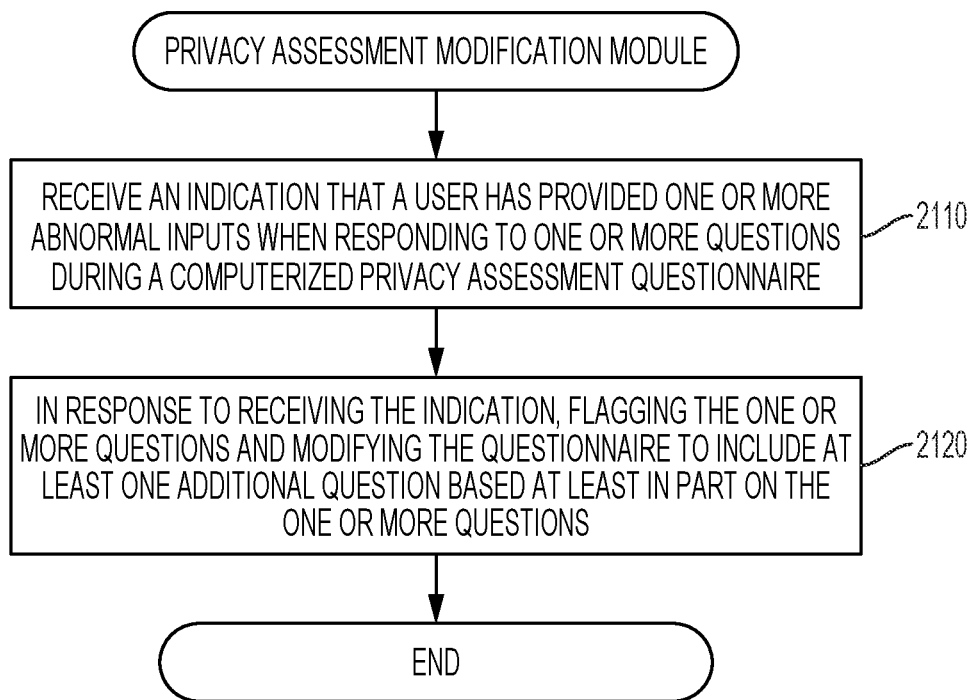 PRIVACY ASSESSMENT MODIFICATION MODULE
RECEIVE AN INDICATION THAT A USER HAS PROVIDED ONE OR MORE
ABNORMAL INPUTS WHEN RESPONDING TO ONE OR MORE QUESTIONS
DURING A COMPUTERIZED PRIVACY ASSESSMENT QUESTIONNAIRE
2110
IN RESPONSE TO RECEIVING THE INDICATION, FLAGGING THE ONE OR
MORE QUESTIONS AND MODIFYING THE QUESTIONNAIRE TO INCLUDE AT
LEAST ONE ADDITIONAL QUESTION BASED AT LEAST IN PART ON THE
ONE OR MORE QUESTIONS
2120
END